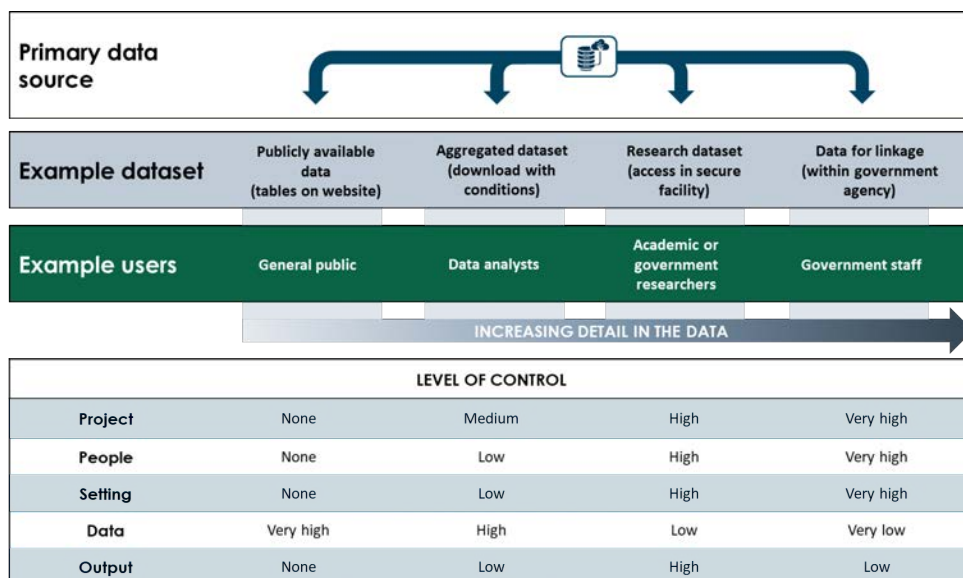 Primary data
source
Example dataset
Publicly available
data
(tables on website)
Aggregated dataset
(download with
conditions)
Research dataset
(access in secure
facility)
Data for linkage
(within government
agency)
Example users
General public
Data analysts
Academic or
government
researchers
Government staff
INCREASING DETAIL IN THE DATA
LEVEL OF CONTROL
Project None Medium High Very high
People None Low High Very high
Setting None Low High Very high
Data Very high High Low Very low
Output None Low High Low